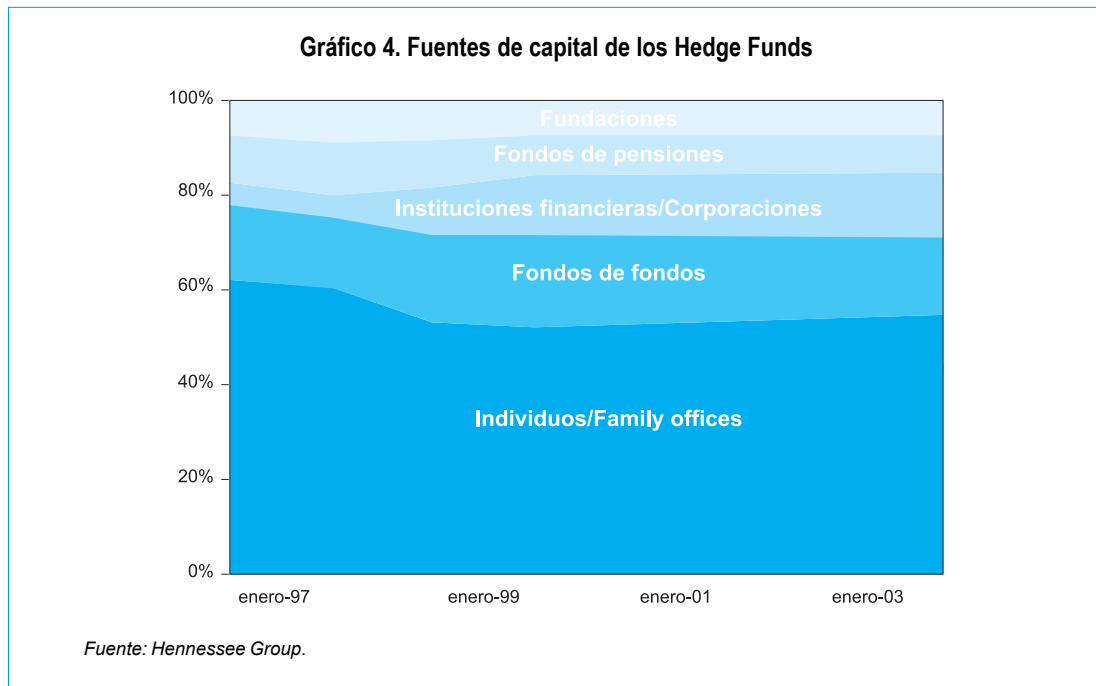 Gráfico 4. Fuentes de capital de los Hedge Funds
100%
80%
60%
40%
20%
0%
Fundaciones
Fondos de pensiones
Instituciones financieras/Corporaciones
Fondos de fondos
Individuos/Family offices
enero-97
enero-99
enero-01
enero-03
Fuente: Hennessee Group.